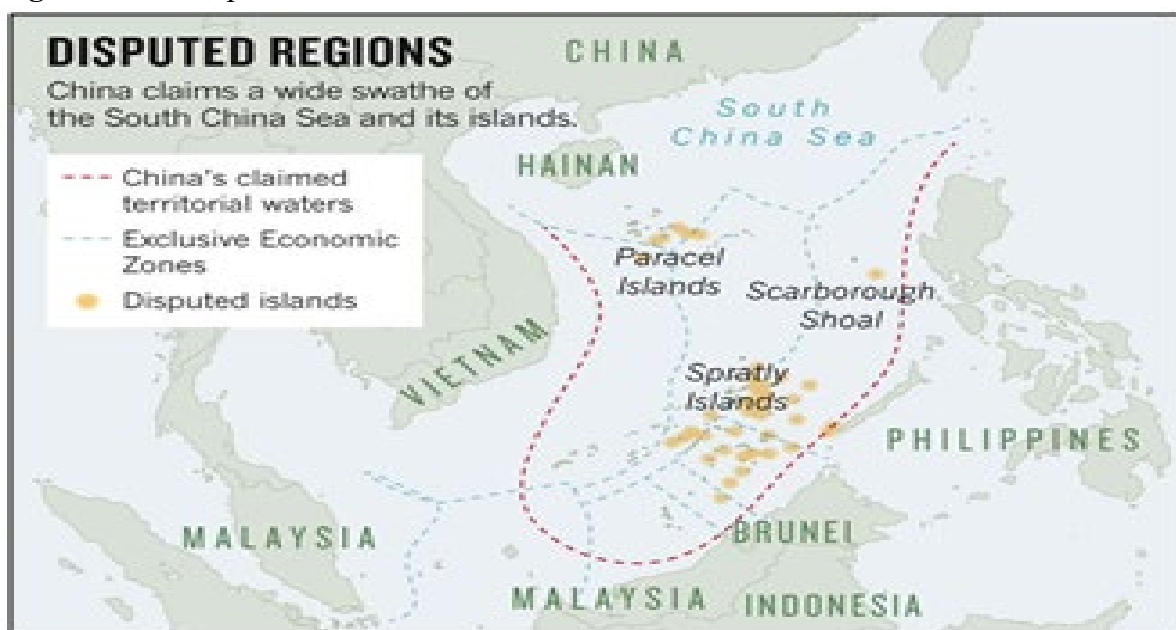 DISPUTED REGIONS
China claims a wide swathe of
the South China Sea and its islands.
China's claimed
territorial waters
Exclusive Economic
Zones
Disputed islands
CHINA
South
China Sea
HAINAN
Paracel
Islands
Scarborough
Shoal
VIETNAM
Spratly
Islands
PHILIPPINES
MALAYSIA
BRUNEI
MALAYSIA
INDONESIA